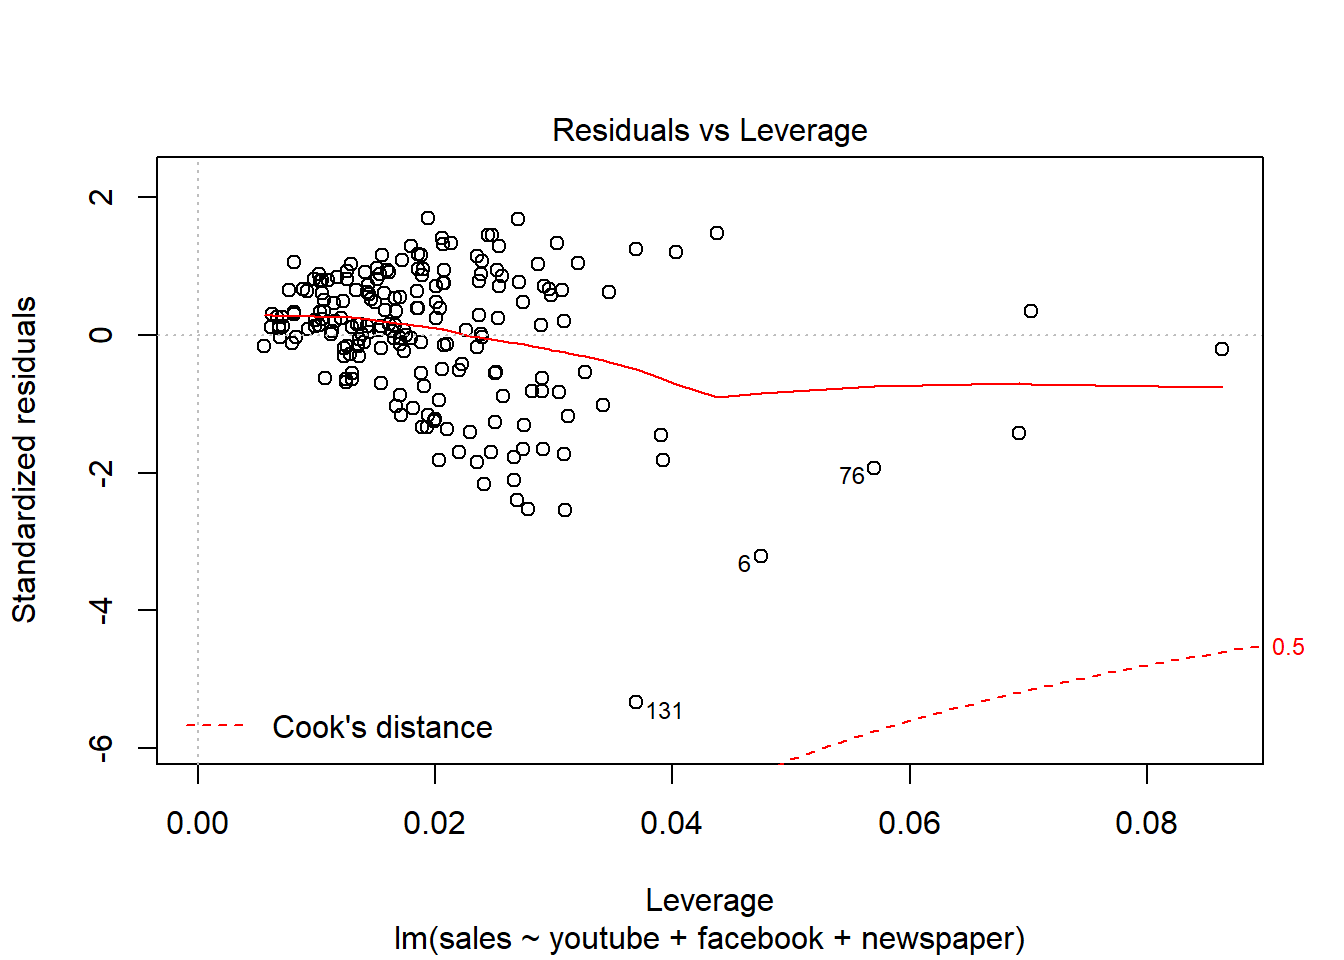 Residuals vs Leverage
Standardized residuals
2
0
-2
-4
-6
76
6
131
0.5
Cook's distance
0.00 0.02 0.04 0.06 0.08
Leverage
lm(sales ~ youtube + facebook + newspaper)